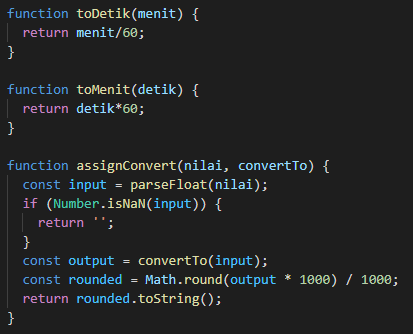 function toDetik(menit) {
  return menit/60;
}

function toMenit(detik) {
  return detik*60;
}

function assignConvert(nilai, convertTo) {
  const input = parseFloat(nilai);
  if (Number.isNaN(input)) {
    return '';
  }
  const output = convertTo(input);
  const rounded = Math.round(output * 1000) / 1000;
  return rounded.toString();
}